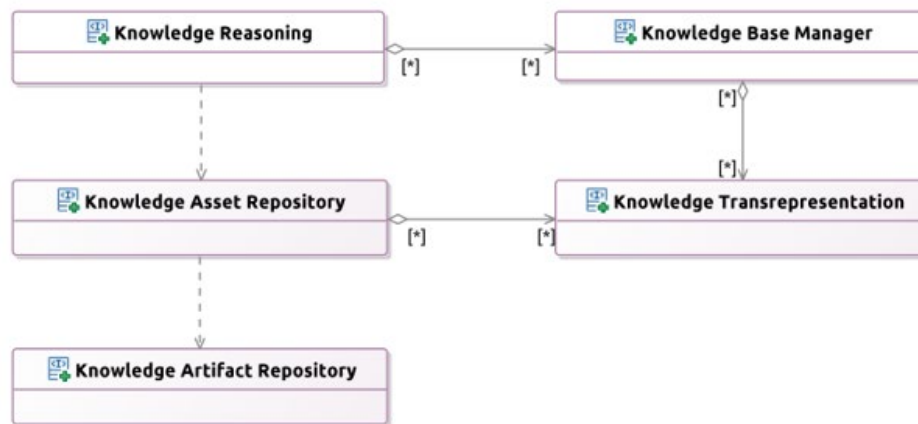 Knowledge Reasoning
Knowledge Base Manager
[*]
[*]
[*]
[*]
Knowledge Asset Repository
Knowledge Transrepresentation
[*]
[*]
Knowledge Artifact Repository